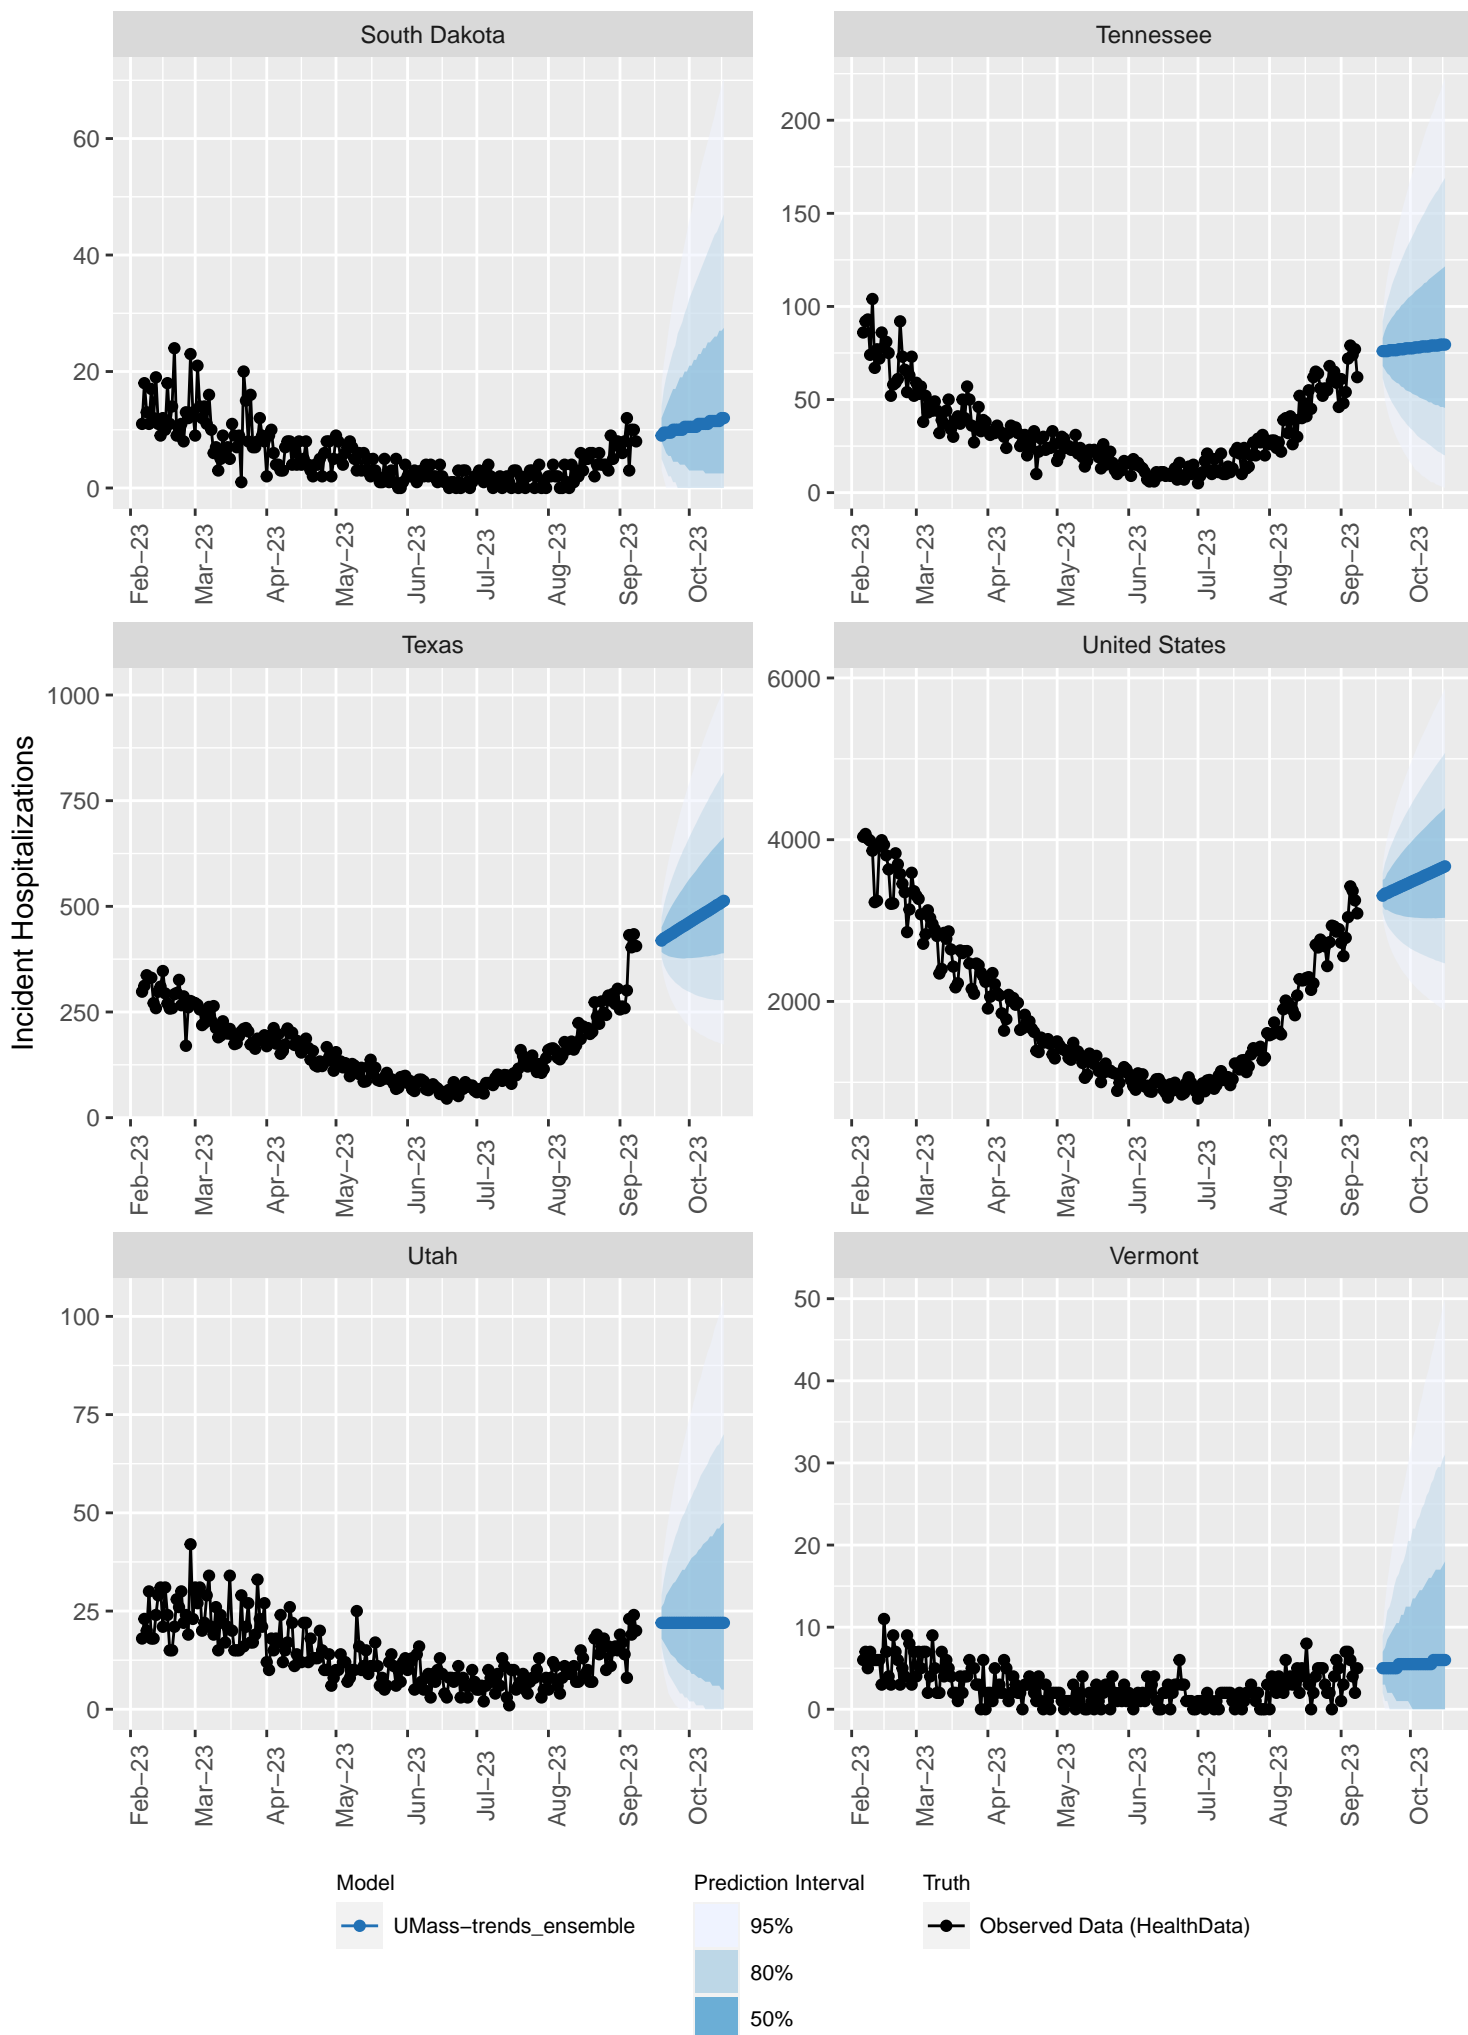 South Dakota
Tennessee
60
40
20
0
200
150
100
50
0
Feb−23
Mar−23
Apr−23
May−23
Jun−23
Jul−23
Aug−23
Sep−23
Oct−23
Feb−23
Mar−23
Apr−23
May−23
Jun−23
Jul−23
Aug−23
Sep−23
Oct−23
Incident Hospitalizations
Texas
United States
1000
750
500
250
0
6000
4000
2000
Feb−23
Mar−23
Apr−23
May−23
Jun−23
Jul−23
Aug−23
Sep−23
Oct−23
Feb−23
Mar−23
Apr−23
May−23
Jun−23
Jul−23
Aug−23
Sep−23
Oct−23
Utah
Vermont
100
75
50
25
0
50
40
30
20
10
0
Feb−23
Mar−23
Apr−23
May−23
Jun−23
Jul−23
Aug−23
Sep−23
Oct−23
Feb−23
Mar−23
Apr−23
May−23
Jun−23
Jul−23
Aug−23
Sep−23
Oct−23
Model
UMass−trends_ensemble
Prediction Interval
95%
80%
50%
Truth
Observed Data (HealthData)